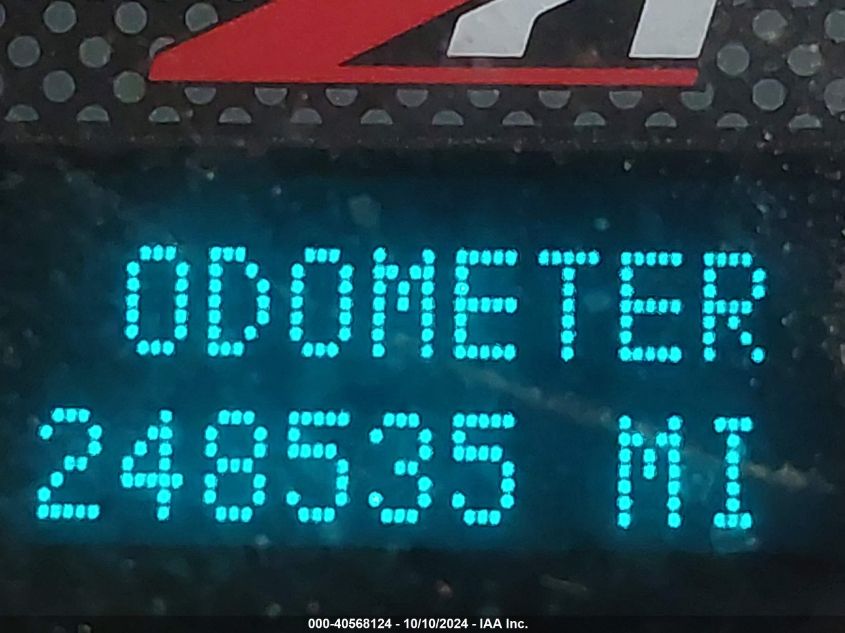 ODOMETER
248535 MI
000-40568124 - 10/10/2024 - IAA Inc.